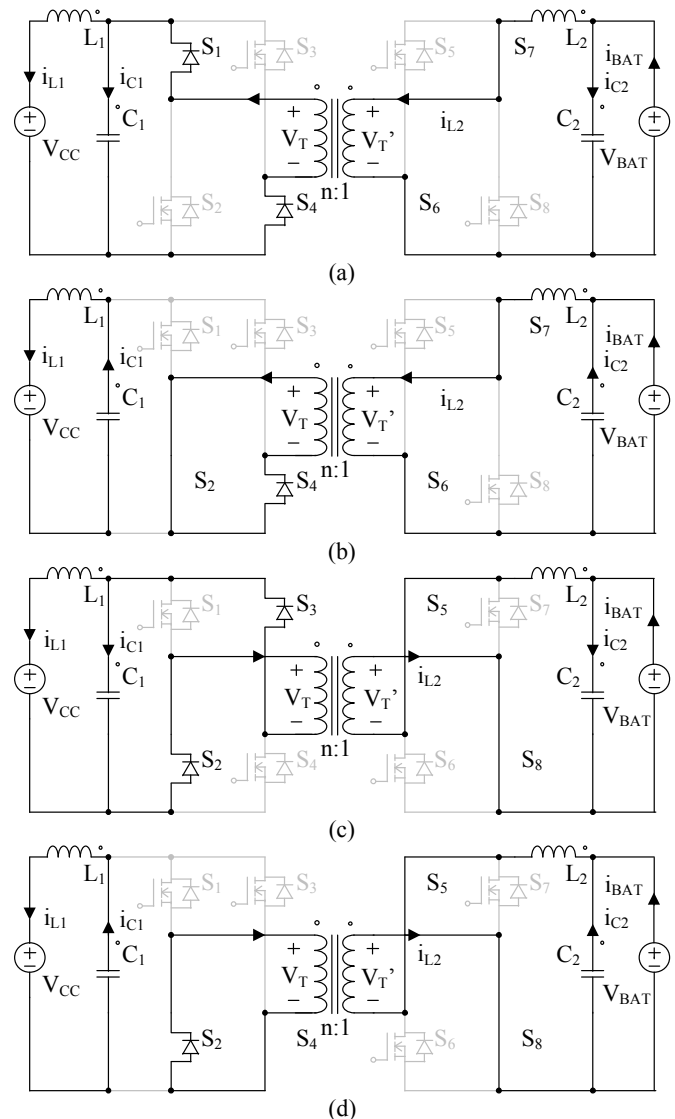 L1 S1 S3 S5 S7 L2
iL1 iC1 iBAT
iC2
C1 C2
VCC + VT − + VT' − iL2 VBAT
S2 S4 n:1 S6 S8
(a)
L1 S1 S3 S5 S7 L2
iL1 iC1 iBAT
iC2
C1 C2
VCC + VT − + VT' − iL2 VBAT
S2 S4 n:1 S6 S8
(b)
L1 S1 S3 S5 S7 L2
iL1 iC1 iBAT
iC2
C1 C2
VCC + VT − + VT' − iL2 VBAT
S2 S4 n:1 S6 S8
(c)
L1 S1 S3 S5 S7 L2
iL1 iC1 iBAT
iC2
C1 C2
VCC + VT − + VT' − iL2 VBAT
S2 S4 n:1 S6 S8
(d)